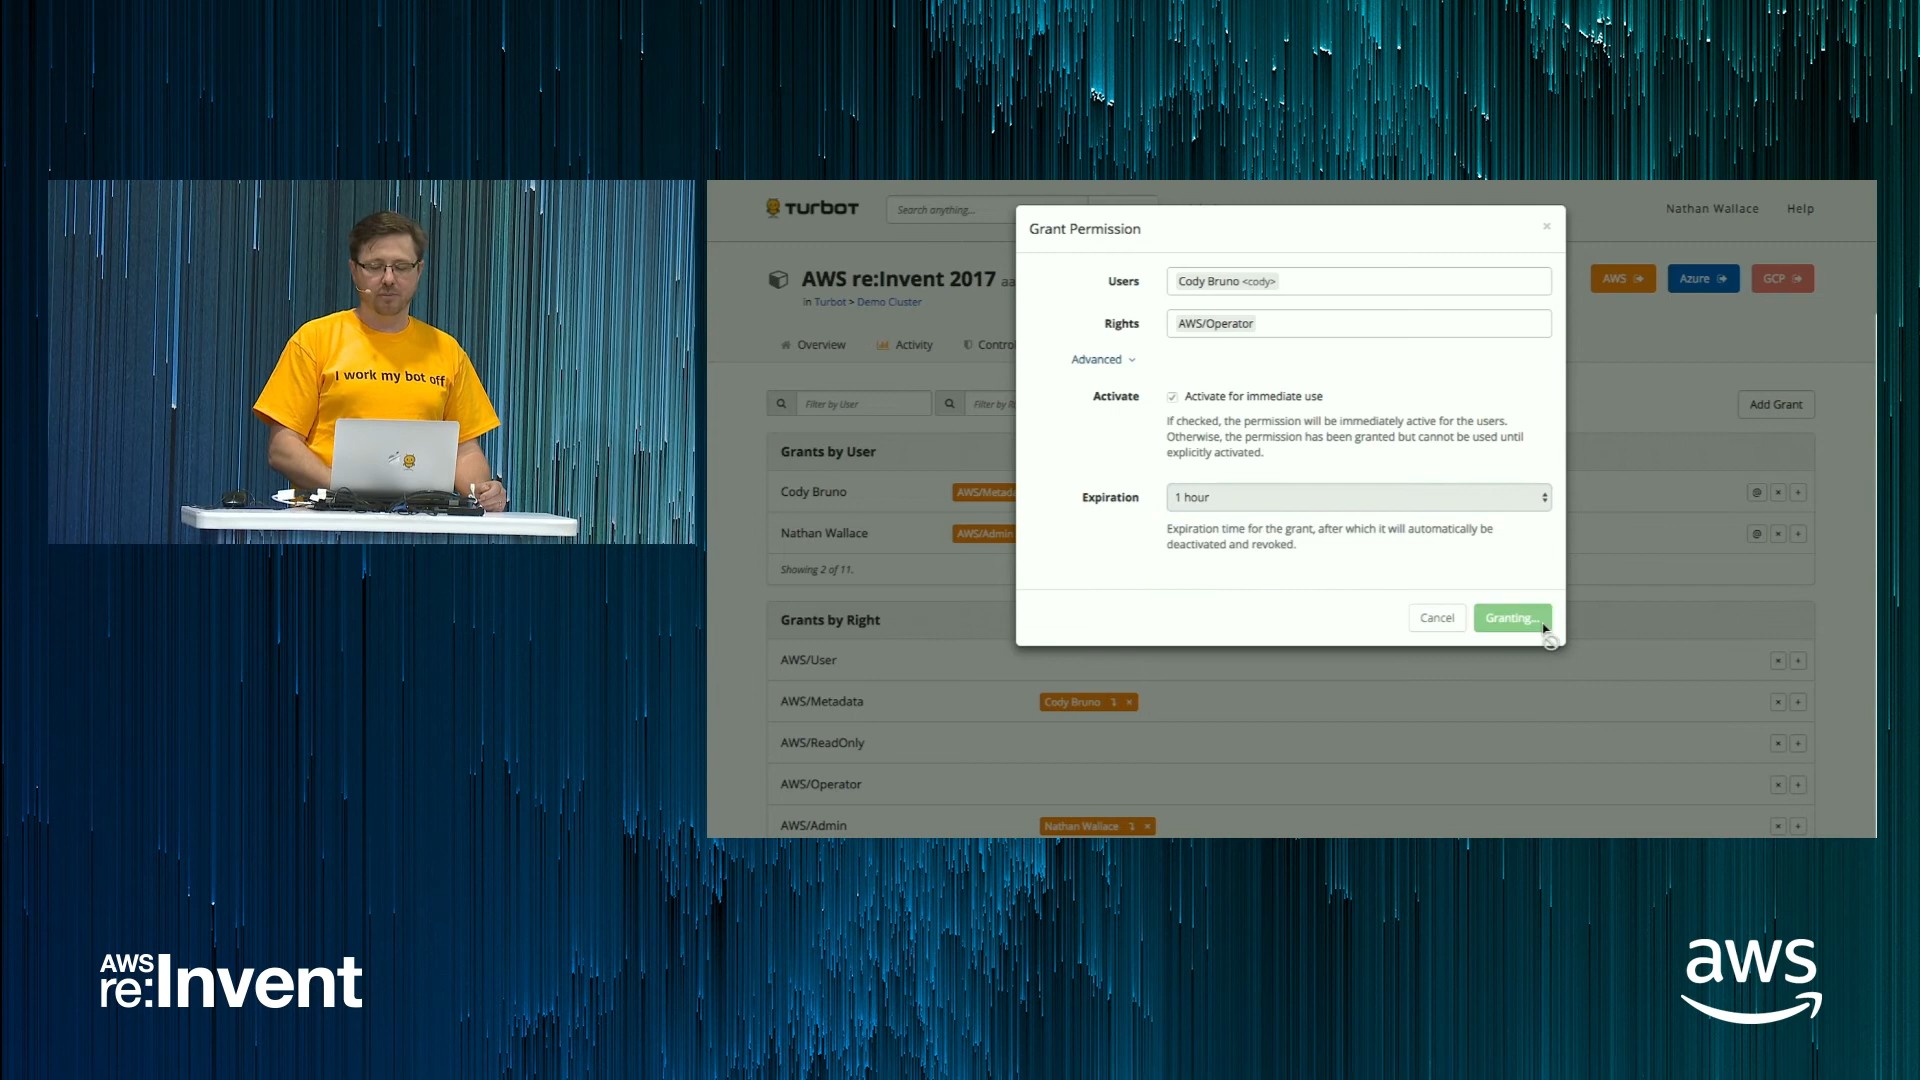 I work my bot off
TURBOT
Search anything...
Nathan Wallace
Help
AWS re:Invent 2017
in Turbot > Demo Cluster
AWS
Azure
GCP
Overview
Activity
Filter by User
Add Grant
Grants by User
Cody Bruno
Nathan Wallace
AWS/Admin
Showing 2 of 11.
Grants by Right
AWS/User
AWS/Metadata
Cody Bruno
AWS/ReadOnly
AWS/Operator
AWS/Admin
Nathan Wallace
Grant Permission
Users
Cody Bruno <cody>
Rights
AWS/Operator
Advanced
Activate
Activate for immediate use
If checked, the permission will be immediately active for the users.
Otherwise, the permission has been granted but cannot be used until
explicitly activated.
Expiration
1 hour
Expiration time for the grant, after which it will automatically be
deactivated and revoked.
Cancel
Granting...
AWS
re:Invent
aws